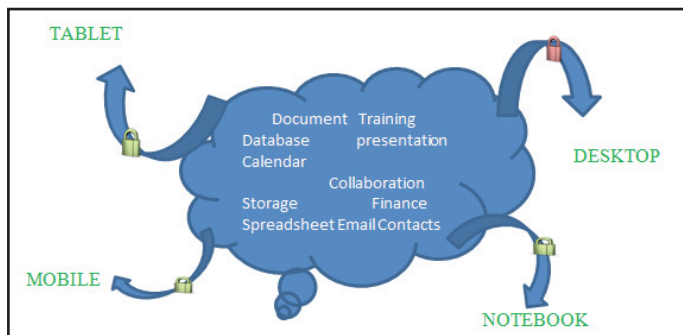 TABLET
Document Training
Database presentation
Calendar
DESKTOP
Collaboration
Storage Finance
Spreadsheet Email Contacts
MOBILE
NOTEBOOK